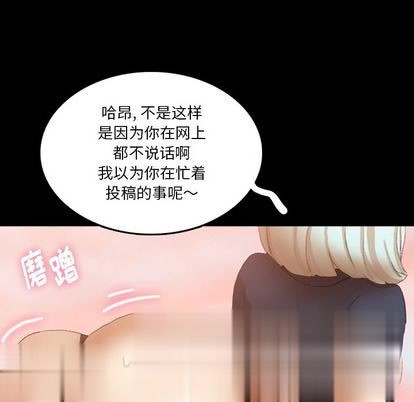 哈昂, 不是这样
是因为你在网上
都不说话啊
我以为你在忙着
投稿的事呢～
磨蹭